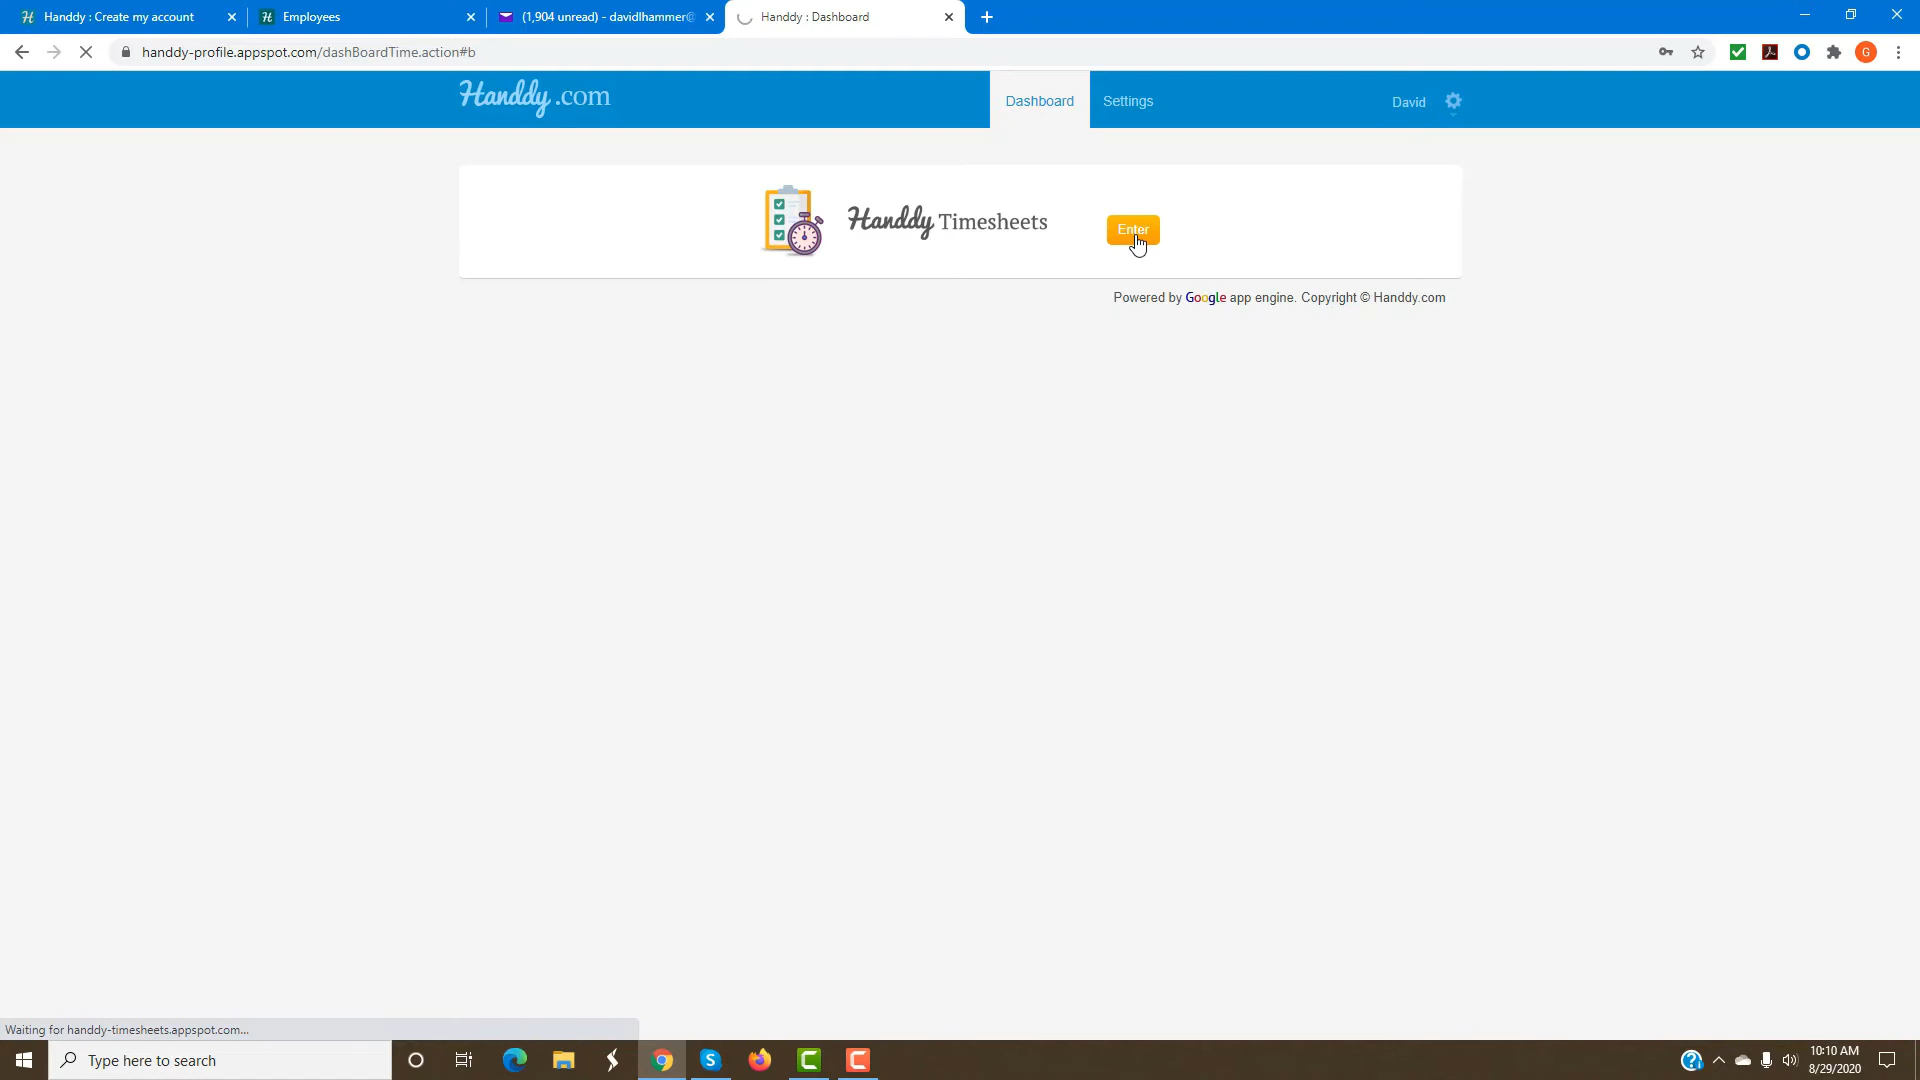 Handdy : Create my account
Employees
(1,904 unread) - davidlhammer@
Handdy : Dashboard
handdy-profile.appspot.com/dashBoardTime.action#b
G
Handdy.com
Dashboard
Settings
David
Handdy Timesheets
Enter
Powered by Google app engine. Copyright © Handdy.com
Waiting for handdy-timesheets.appspot.com...
Type here to search
10:10 AM
8/29/2020